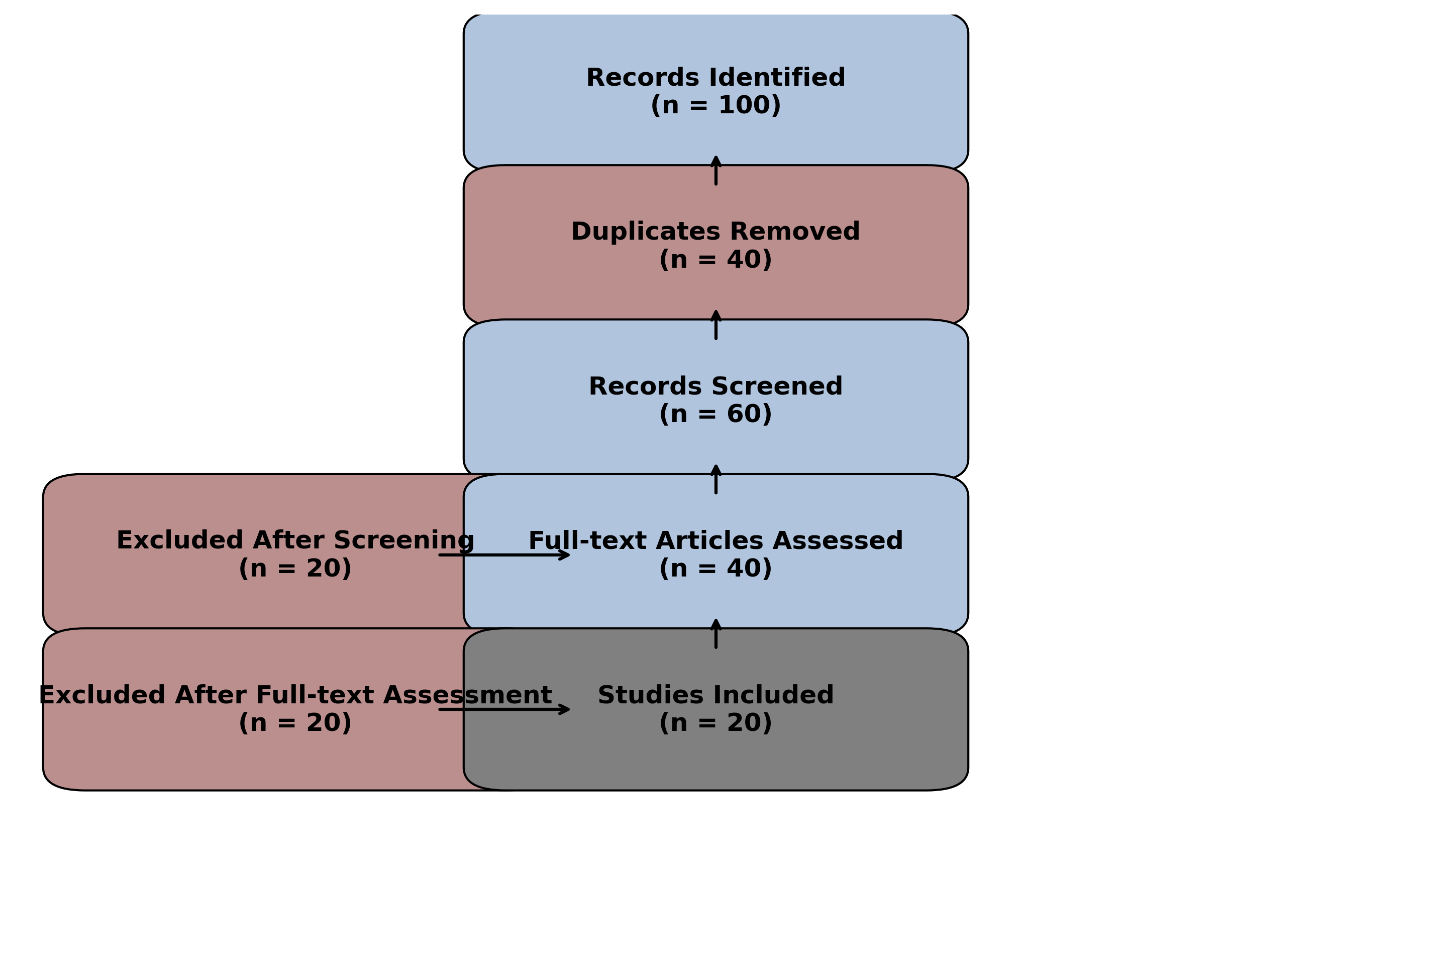 Records Identified
(n = 100)
Duplicates Removed
(n = 40)
Records Screened
(n = 60)
Excluded After Screening
(n = 20)
Full-text Articles Assessed
(n = 40)
Excluded After Full-text Assessment
(n = 20)
Studies Included
(n = 20)